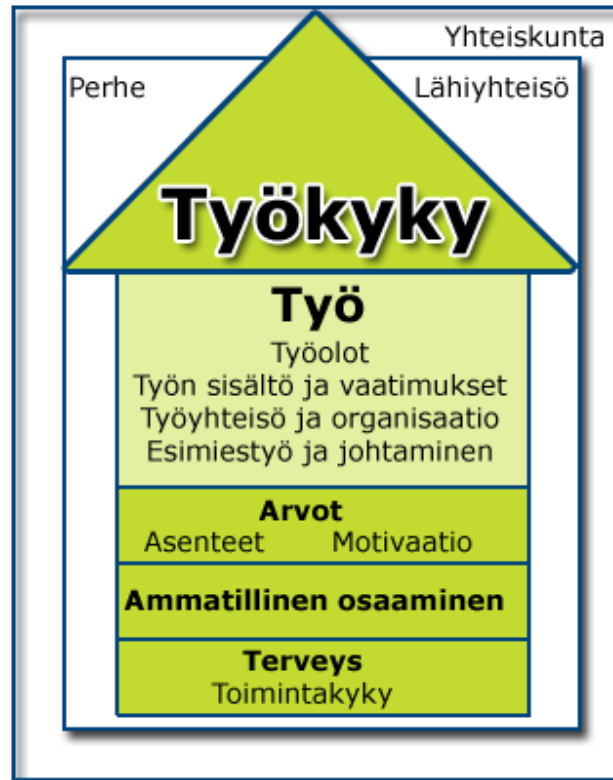 Yhteiskunta
Perhe Lähiyhteisö
Työkyky
Työ
Työolot
Työn sisältö ja vaatimukset
Työyhteisö ja organisaatio
Esimiestyö ja johtaminen
Arvot
Asenteet Motivaatio
Ammatillinen osaaminen
Terveys
Toimintakyky